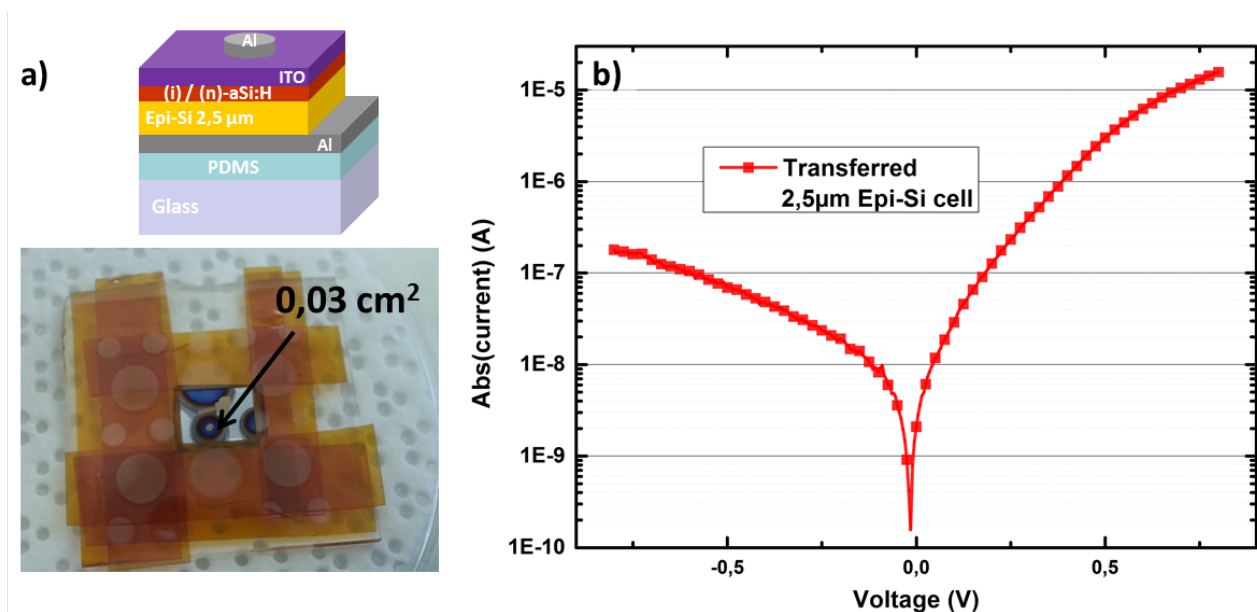 a)
Al
ITO
(i) / (n)-aSi:H
Epi-Si 2,5 µm
Al
PDMS
Glass
0,03 cm²
b)
Transferred
2,5µm Epi-Si cell
Abs(current) (A)
1E-5
1E-6
1E-7
1E-8
1E-9
1E-10
-0,5
0,0
0,5
Voltage (V)